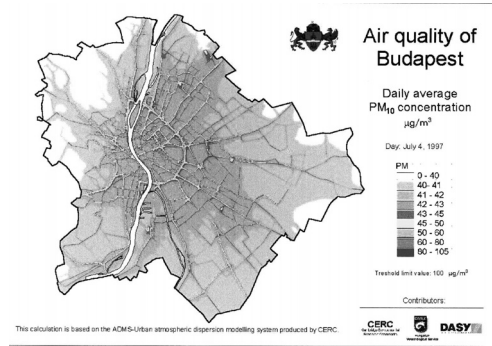 Air quality of
Budapest
Daily average
PM10 concentration
µg/m³
Day: July 4, 1997
PM
0 - 40
40 - 41
41 - 42
42 - 43
43 - 45
45 - 50
50 - 60
60 - 80
80 - 105
Treshold limit value: 100 µg/m³
Contributors:
CERC
DASY
This calculation is based on the ADMS-Urban atmospheric dispersion modelling system produced by CERC.